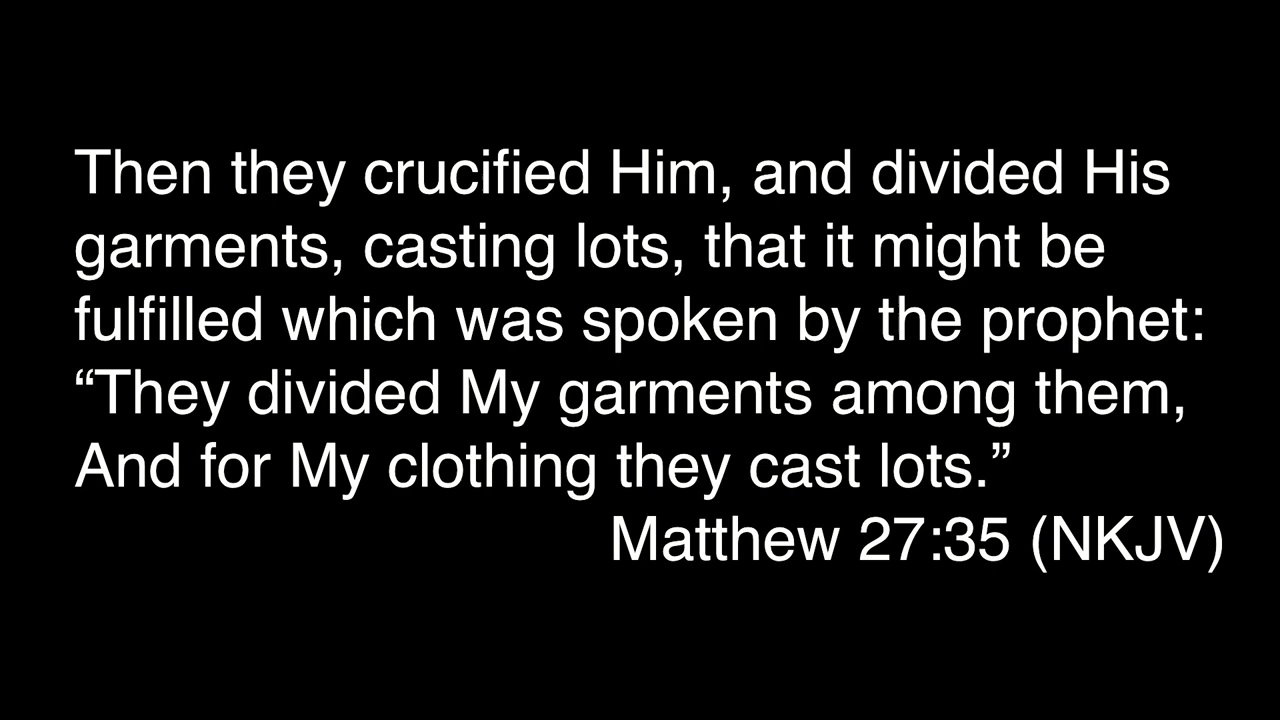 Then they crucified Him, and divided His
garments, casting lots, that it might be
fulfilled which was spoken by the prophet:
“They divided My garments among them,
And for My clothing they cast lots.”
Matthew 27:35 (NKJV)